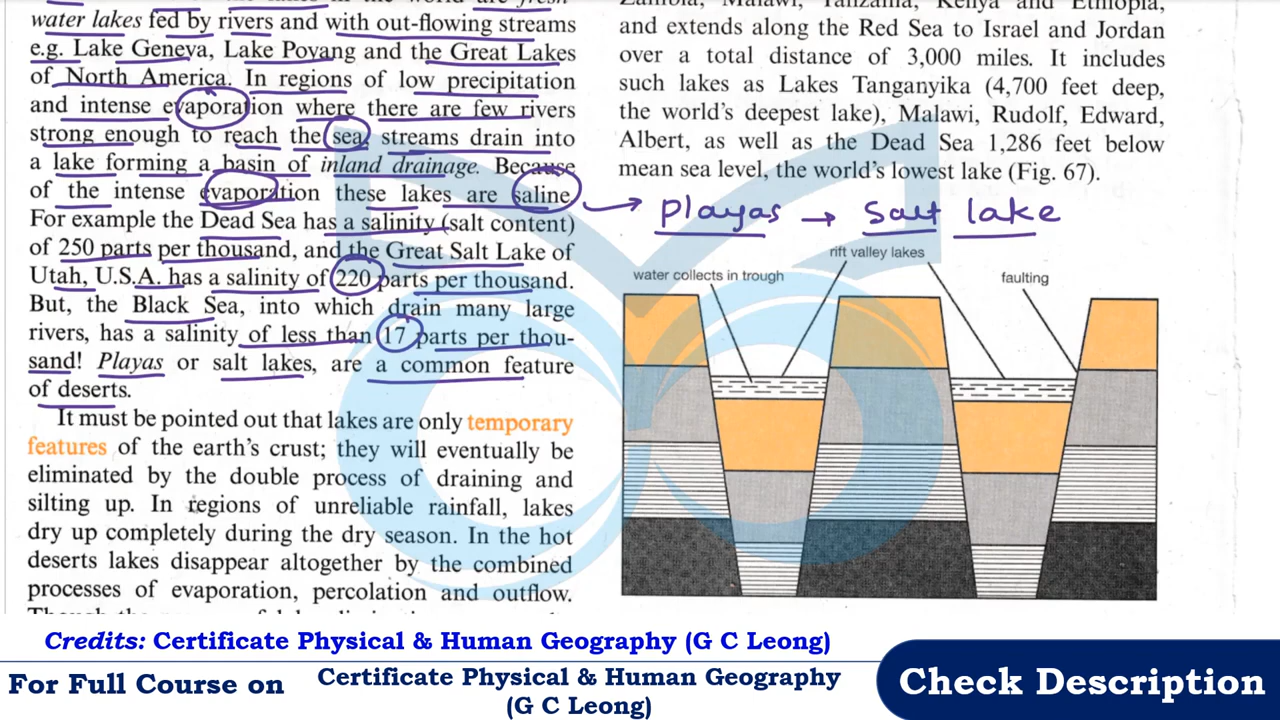 water lakes fed by rivers and with out-flowing streams
e.g. Lake Geneva, Lake Poyang and the Great Lakes
of North America. In regions of low precipitation
and intense evaporation where there are few rivers
strong enough to reach the sea, streams drain into
a lake forming a basin of inland drainage. Because
of the intense evaporation these lakes are saline.
For example the Dead Sea has a salinity (salt content)
of 250 parts per thousand, and the Great Salt Lake of
Utah, U.S.A. has a salinity of 220 parts per thousand.
But, the Black Sea, into which drain many large
rivers, has a salinity of less than 17 parts per thou-
sand! Playas or salt lakes, are a common feature
of deserts.
It must be pointed out that lakes are only temporary
features of the earth's crust; they will eventually be
eliminated by the double process of draining and
silting up. In regions of unreliable rainfall, lakes
dry up completely during the dry season. In the hot
deserts lakes disappear altogether by the combined
processes of evaporation, percolation and outflow.
Zambia, Malawi, Tanzania, Kenya and Ethiopia,
and extends along the Red Sea to Israel and Jordan
over a total distance of 3,000 miles. It includes
such lakes as Lakes Tanganyika (4,700 feet deep,
the world's deepest lake), Malawi, Rudolf, Edward,
Albert, as well as the Dead Sea 1,286 feet below
mean sea level, the world's lowest lake (Fig. 67).
→ Playas → Salt lake
rift valley lakes
water collects in trough
faulting
Credits: Certificate Physical & Human Geography (G C Leong)
For Full Course on
Certificate Physical & Human Geography
(G C Leong)
Check Description